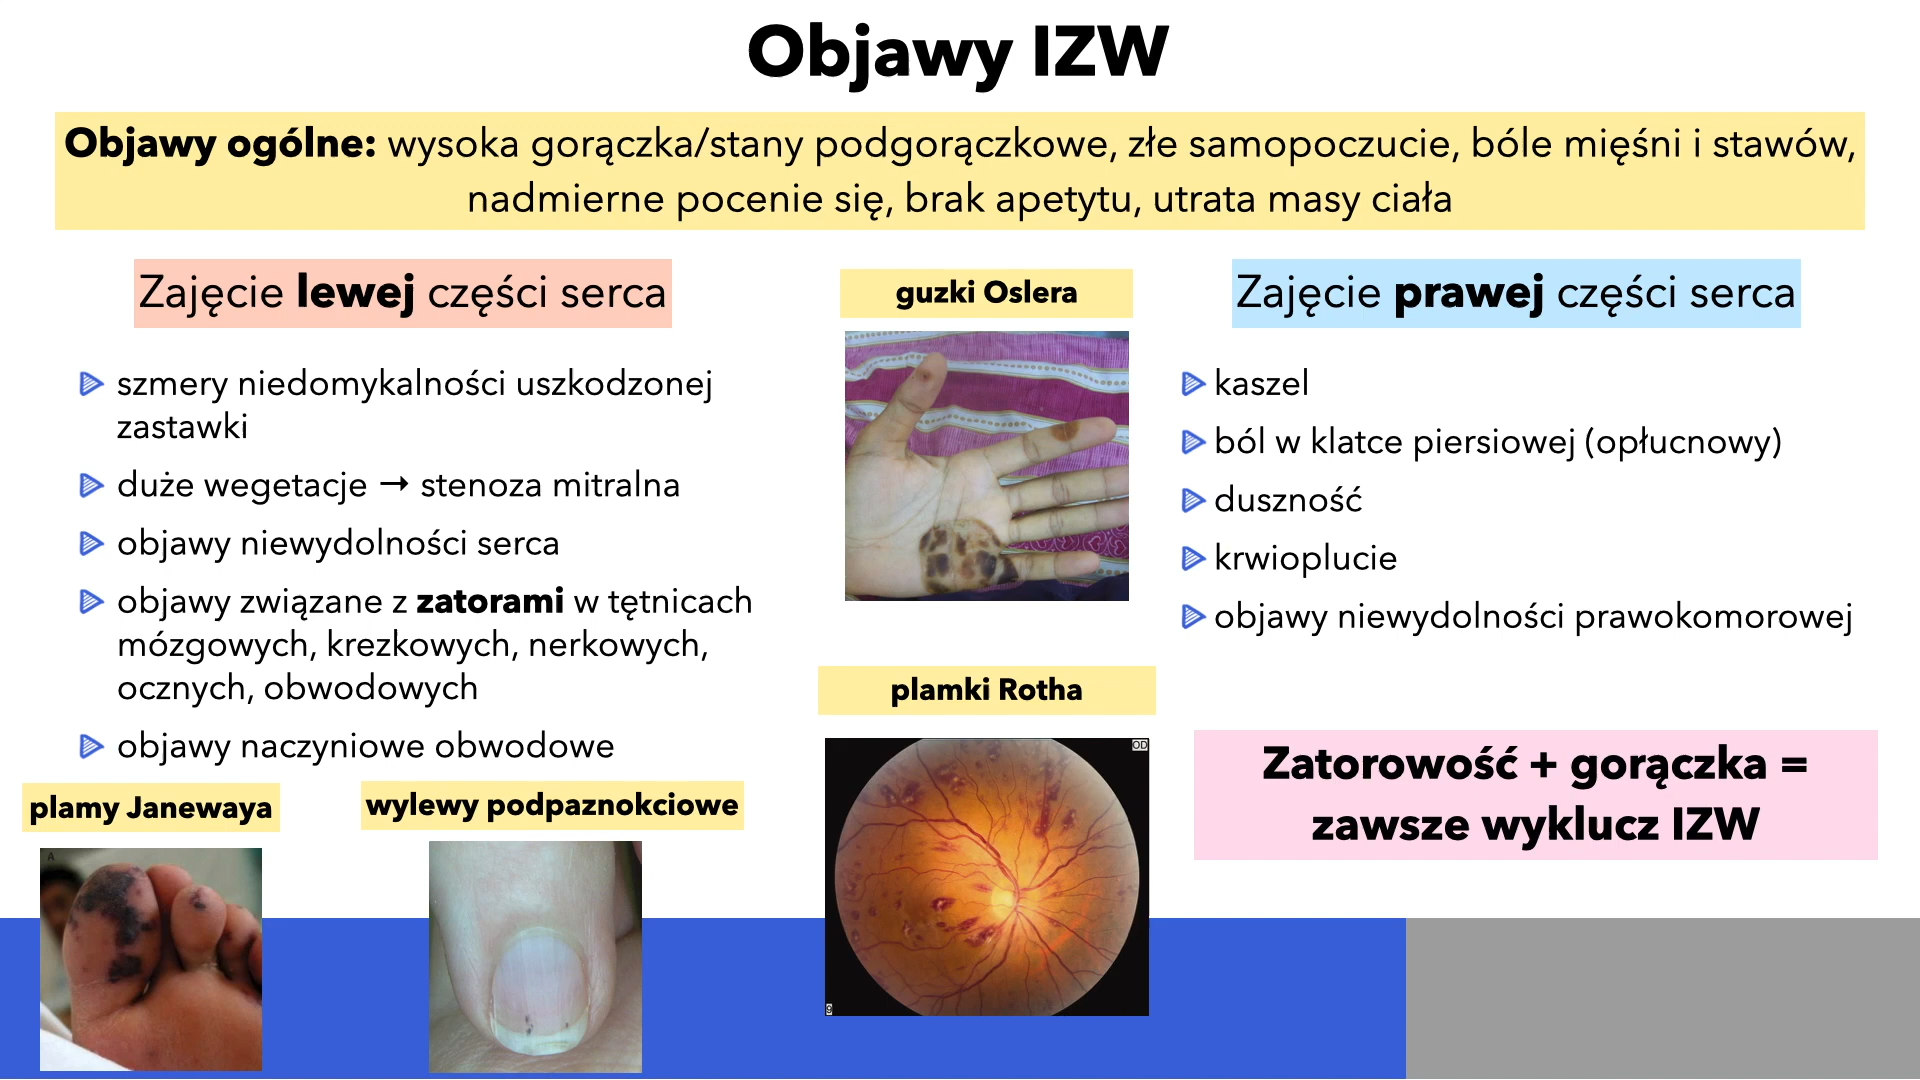 Objawy IZW
Objawy ogólne: wysoka gorączka/stany podgorączkowe, złe samopoczucie, bóle mięśni i stawów,
nadmierne pocenie się, brak apetytu, utrata masy ciała
Zajęcie lewej części serca
szmery niedomykalności uszkodzonej
zastawki
duże wegetacje → stenoza mitralna
objawy niewydolności serca
objawy związane z zatorami w tętnicach
mózgowych, krezkowych, nerkowych,
ocznych, obwodowych
objawy naczyniowe obwodowe
plamy Janewaya
A
wylewy podpaznokciowe
guzki Oslera
plamki Rotha
OD
Zajęcie prawej części serca
kaszel
ból w klatce piersiowej (opłucnowy)
duszność
krwioplucie
objawy niewydolności prawokomorowej
Zatorowość + gorączka =
zawsze wyklucz IZW